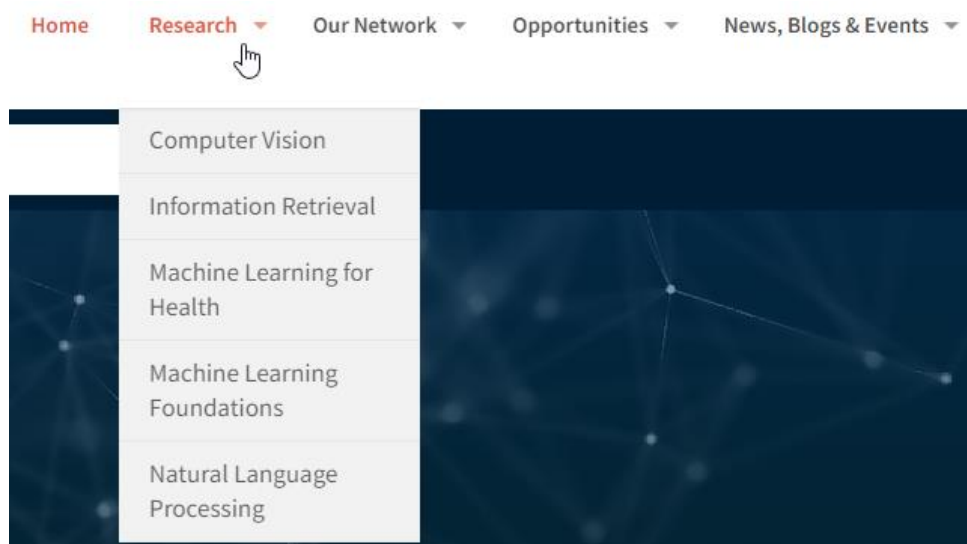 Home Research Our Network Opportunities News, Blogs & Events
Computer Vision
Information Retrieval
Machine Learning for
Health
Machine Learning
Foundations
Natural Language
Processing